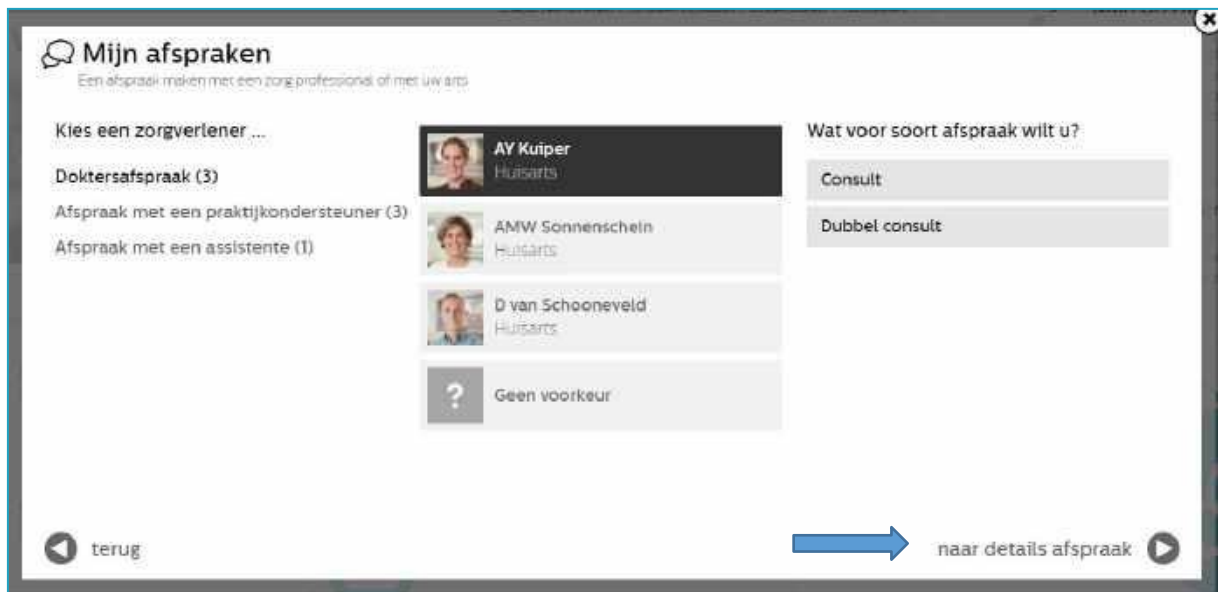 Mijn afspraken
Een afspraak maken met een zorg professional of met uw arts
Kies een zorgverlener ...
Doktersafspraak (3)
Afspraak met een praktijkondersteuner (3)
Afspraak met een assistente (1)
AY Kuiper
Huisarts
AMW Sonnenschein
Huisarts
D van Schooneveld
Huisarts
?
Geen voorkeur
Wat voor soort afspraak wilt u?
Consult
Dubbel consult
terug
naar details afspraak